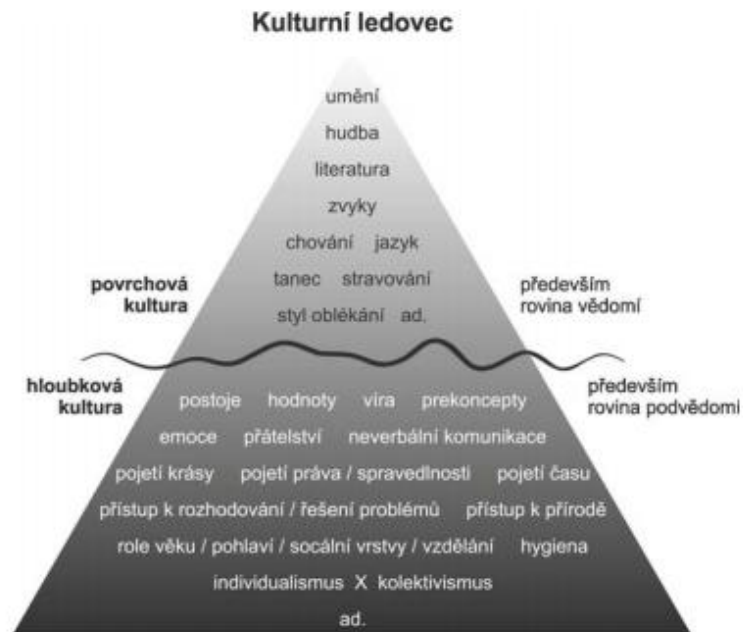 Kulturní ledovec
umění
hudba
literatura
zvyky
chování jazyk
tanec stravování
styl oblékání ad.
povrchová
kultura
především
rovina vědomí
hloubková
kultura
především
rovina podvědomí
postoje hodnoty víra prekoncepty
emoce přátelství neverbální komunikace
pojetí krásy pojetí práva / spravedlnosti pojetí času
přístup k rozhodování / řešení problémů přístup k přírodě
role věku / pohlaví / socální vrstvy / vzdělání hygiena
individualismus X kolektivismus
ad.